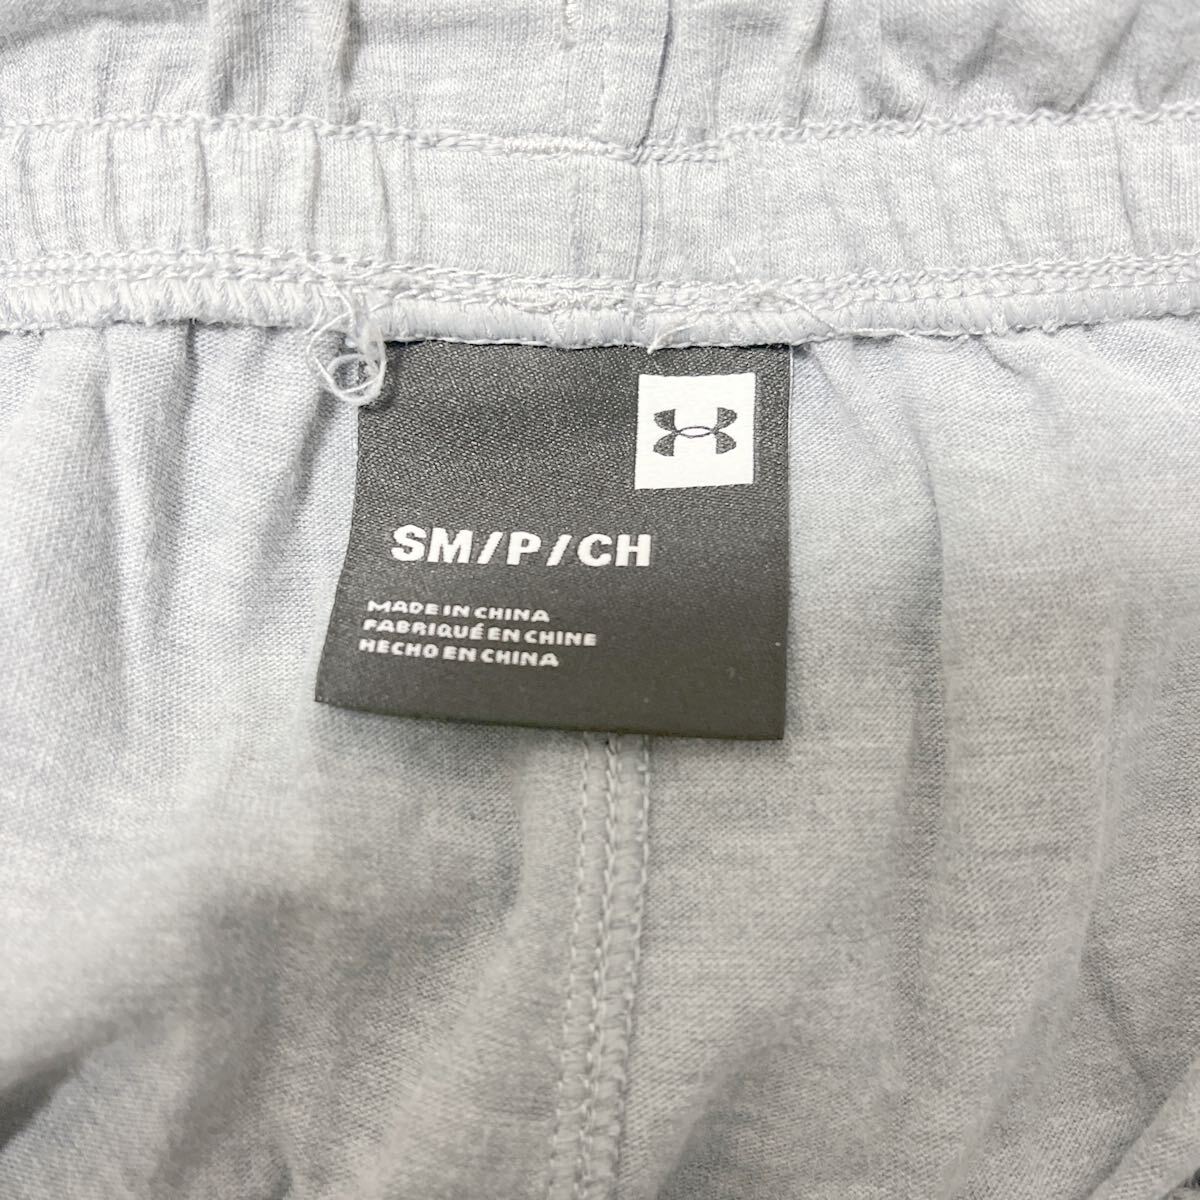 SM/P/CH
MADE IN CHINA
FABRIQUÉ EN CHINE
HECHO EN CHINA